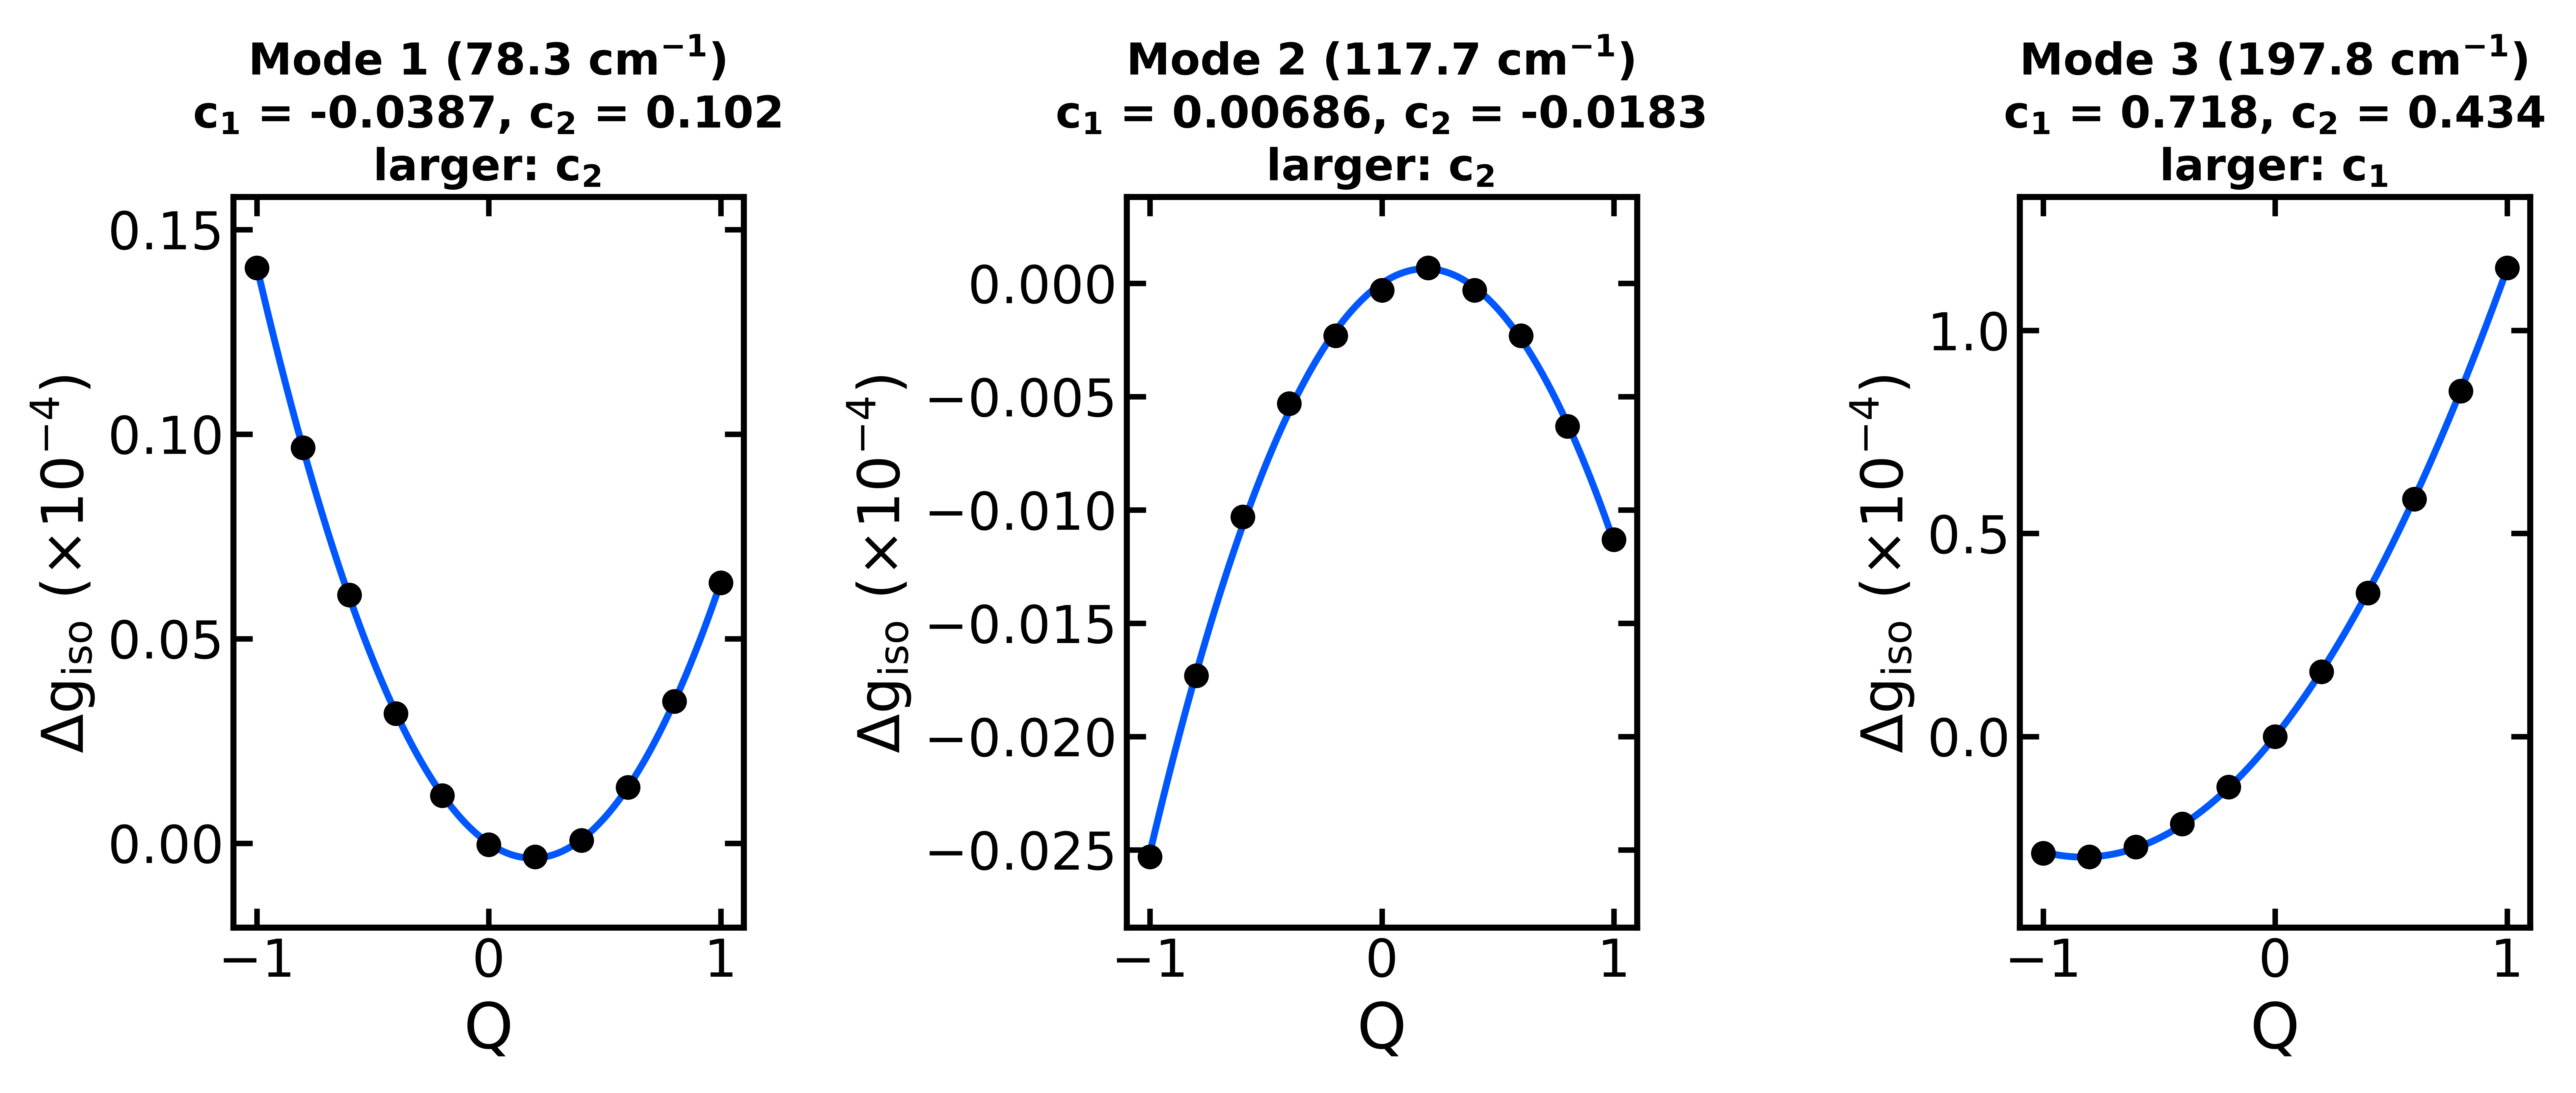 Mode 1 (78.3 cm⁻¹)
c₁ = -0.0387, c₂ = 0.102
larger: c₂
0.15
0.10
0.05
0.00
Δgᵢₛₒ (×10⁻⁴)
−1 0 1
Q
Mode 2 (117.7 cm⁻¹)
c₁ = 0.00686, c₂ = -0.0183
larger: c₂
0.000
−0.005
−0.010
−0.015
−0.020
−0.025
Δgᵢₛₒ (×10⁻⁴)
−1 0 1
Q
Mode 3 (197.8 cm⁻¹)
c₁ = 0.718, c₂ = 0.434
larger: c₁
1.0
0.5
0.0
Δgᵢₛₒ (×10⁻⁴)
−1 0 1
Q